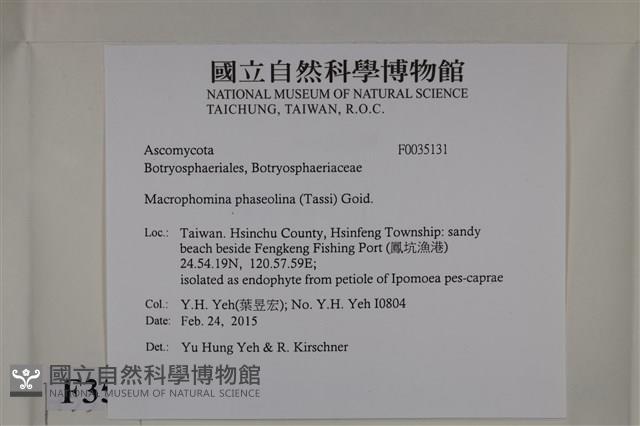 國立自然科學博物館
NATIONAL MUSEUM OF NATURAL SCIENCE
TAICHUNG, TAIWAN, R.O.C.
Ascomycota F0035131
Botryosphaeriales, Botryosphaeriaceae
Macrophomina phaseolina (Tassi) Goid.
Loc.: Taiwan. Hsinchu County, Hsinfeng Township: sandy
beach beside Fengkeng Fishing Port (鳳坑漁港)
24.54.19N, 120.57.59E;
isolated as endophyte from petiole of Ipomoea pes-caprae
Col.: Y.H. Yeh(葉昱宏); No. Y.H. Yeh I0804
Date: Feb. 24, 2015
Det.: Yu Hung Yeh & R. Kirschner
國立自然科學博物館
NATIONAL MUSEUM OF NATURAL SCIENCE